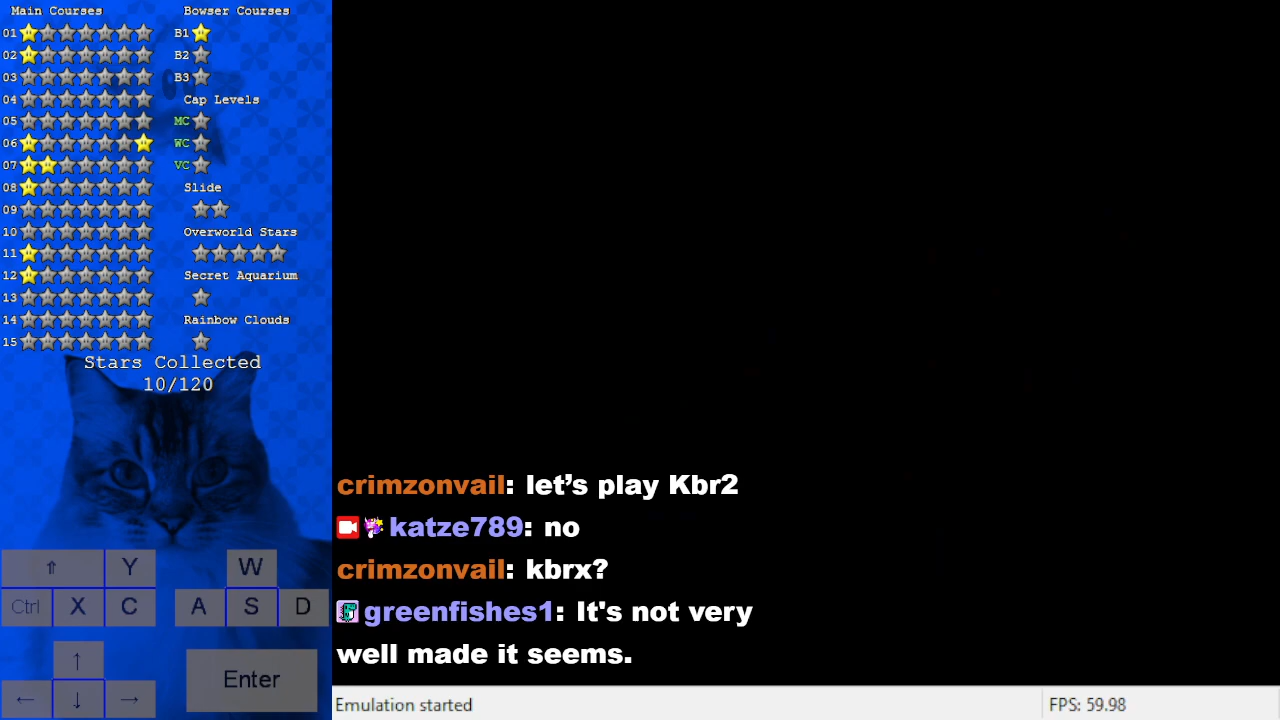 Main Courses
Bowser Courses
01
B1
02
B2
03
B3
04
Cap Levels
05
MC
06
WC
07
VC
08
Slide
09
10
Overworld Stars
11
12
Secret Aquarium
13
14
Rainbow Clouds
15
Stars Collected
10/120
crimzonvail: let’s play Kbr2
katze789: no
crimzonvail: kbrx?
greenfishes1: It's not very
well made it seems.
⇑ Y W
Ctrl X C A S D
↑
Enter
← ↓ →
Emulation started
FPS: 59.98